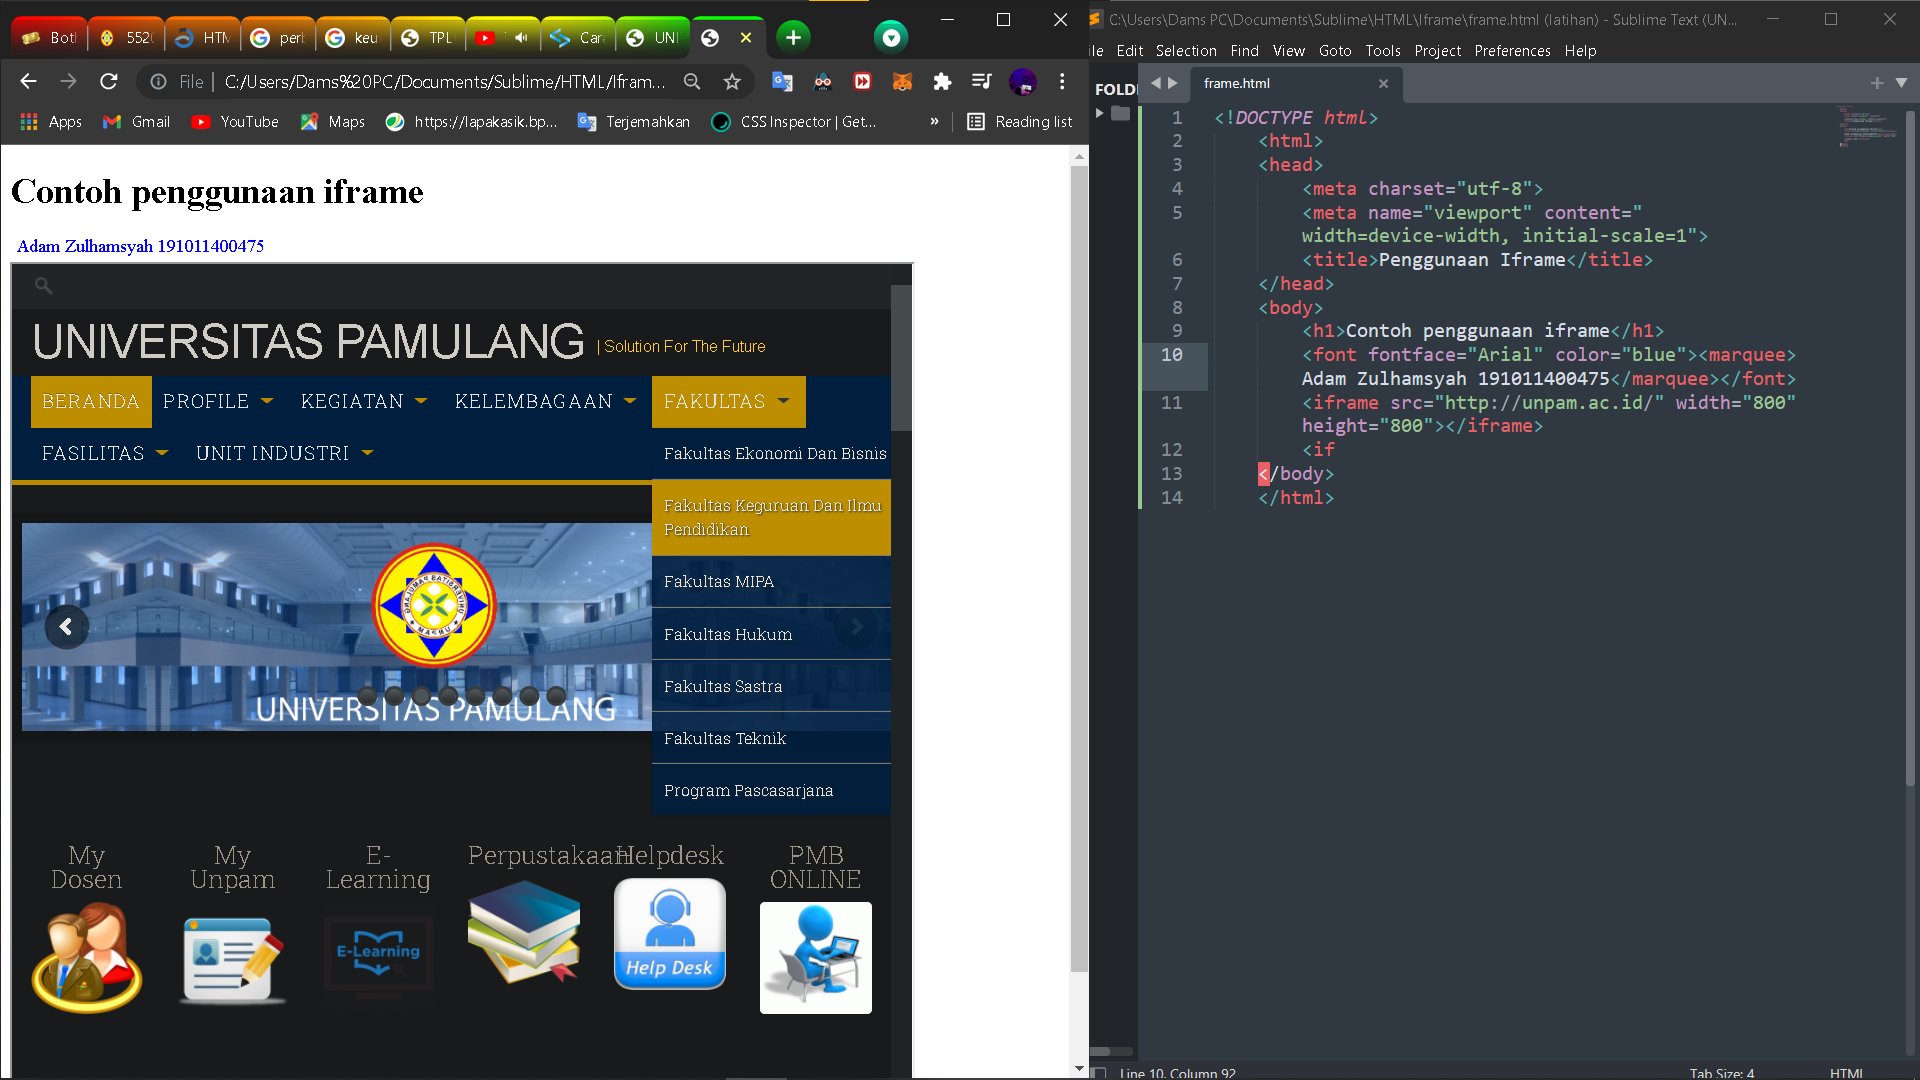 Bot
552
HTM
per
keu
TPL
Car
UNI
File
C:/Users/Dams%20PC/Documents/Sublime/HTML/Ifram...
Apps
Gmail
YouTube
Maps
https://lapakasik.bp...
Terjemahkan
CSS Inspector | Get...
»
Reading list
Contoh penggunaan iframe
Adam Zulhamsyah 191011400475
UNIVERSITAS PAMULANG | Solution For The Future
BERANDA PROFILE KEGIATAN KELEMBAGAAN FAKULTAS
FASILITAS UNIT INDUSTRI
Fakultas Ekonomi Dan Bisnis
Fakultas Keguruan Dan Ilmu
Pendidikan
Fakultas MIPA
Fakultas Hukum
Fakultas Sastra
Fakultas Teknik
Program Pascasarjana
UNIVERSITAS PAMULANG
My
Dosen
My
Unpam
E-
Learning
Perpustakaan
Helpdesk
PMB
ONLINE
E-Learning
Help Desk
C:\Users\Dams PC\Documents\Sublime\HTML\Iframe\frame.html (latihan) - Sublime Text (UN...
ile Edit Selection Find View Goto Tools Project Preferences Help
FOLD
frame.html
1 <!DOCTYPE html>
2 <html>
3 <head>
4 <meta charset="utf-8">
5 <meta name="viewport" content="
width=device-width, initial-scale=1">
6 <title>Penggunaan Iframe</title>
7 </head>
8 <body>
9 <h1>Contoh penggunaan iframe</h1>
10 <font fontface="Arial" color="blue"><marquee>
Adam Zulhamsyah 191011400475</marquee></font>
11 <iframe src="http://unpam.ac.id/" width="800"
height="800"></iframe>
12 <if
13 </body>
14 </html>
Line 10, Column 92
Tab Size: 4
HTML